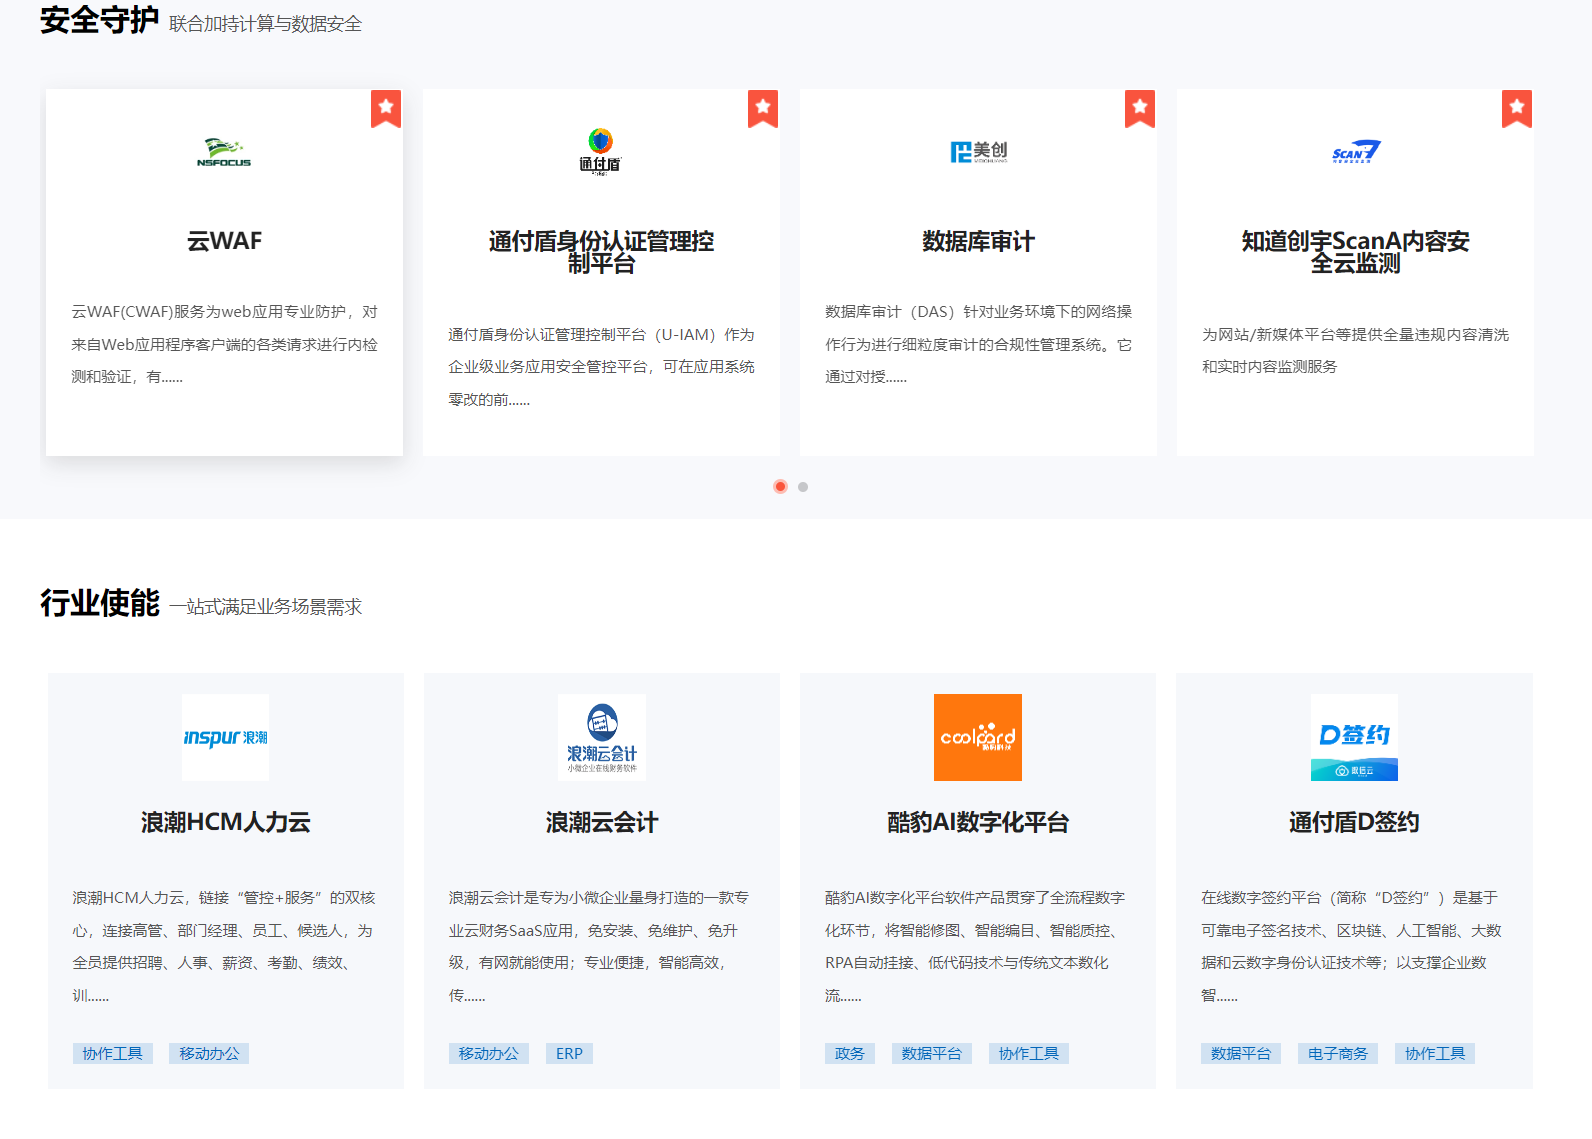 安全守护 联合加持计算与数据安全
NSFOCUS
云WAF
云WAF(CWAF)服务为web应用专业防护，对
来自Web应用程序客户端的各类请求进行内检
测和验证，有......
通付盾
通付盾身份认证管理控
制平台
通付盾身份认证管理控制平台（U-IAM）作为
企业级业务应用安全管控平台，可在应用系统
零改的前......
美创
数据库审计
数据库审计（DAS）针对业务环境下的网络操
作行为进行细粒度审计的合规性管理系统。它
通过对授......
SCAN
知道创宇ScanA内容安
全云监测
为网站/新媒体平台等提供全量违规内容清洗
和实时内容监测服务
行业使能 一站式满足业务场景需求
inspur 浪潮
浪潮HCM人力云
浪潮HCM人力云，链接“管控+服务”的双核
心，连接高管、部门经理、员工、候选人，为
全员提供招聘、人事、薪资、考勤、绩效、
训......
协作工具 移动办公
浪潮云会计
小微企业在线财务软件
浪潮云会计
浪潮云会计是专为小微企业量身打造的一款专
业云财务SaaS应用，免安装、免维护、免升
级，有网就能使用；专业便捷，智能高效，
传......
移动办公 ERP
coolpard
酷豹科技
酷豹AI数字化平台
酷豹AI数字化平台软件产品贯穿了全流程数字
化环节，将智能修图、智能编目、智能质控、
RPA自动挂接、低代码技术与传统文本数化
流......
政务 数据平台 协作工具
D签约
数信云
通付盾D签约
在线数字签约平台（简称“D签约”）是基于
可靠电子签名技术、区块链、人工智能、大数
据和云数字身份认证技术等；以支撑企业数
智......
数据平台 电子商务 协作工具